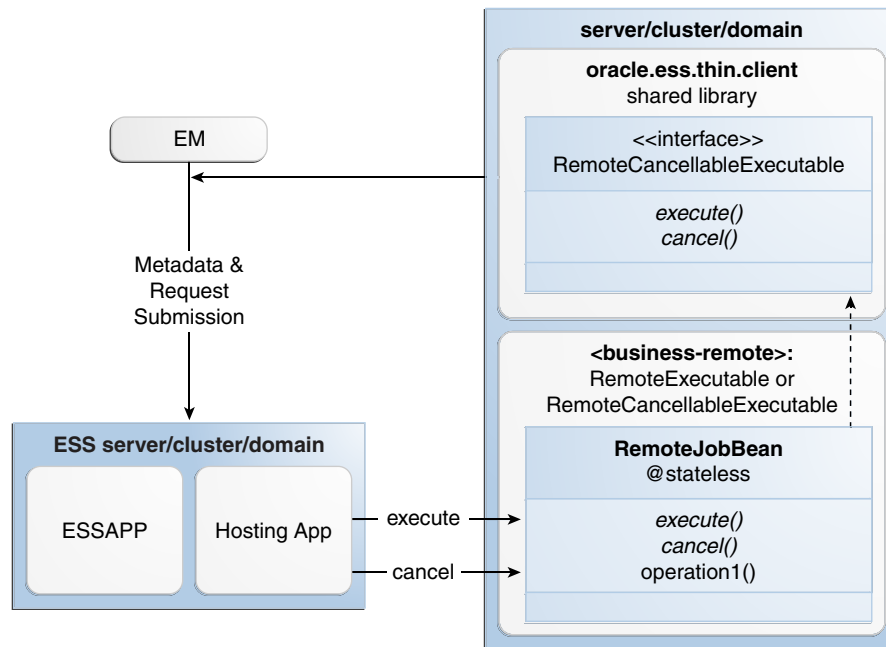 server/cluster/domain
oracle.ess.thin.client
shared library
<<interface>>
RemoteCancellableExecutable
execute()
cancel()
EM
Metadata &
Request
Submission
<business-remote>:
RemoteExecutable or
RemoteCancellableExecutable
RemoteJobBean
@stateless
execute()
cancel()
operation1()
ESS server/cluster/domain
ESSAPP
Hosting App
execute
cancel